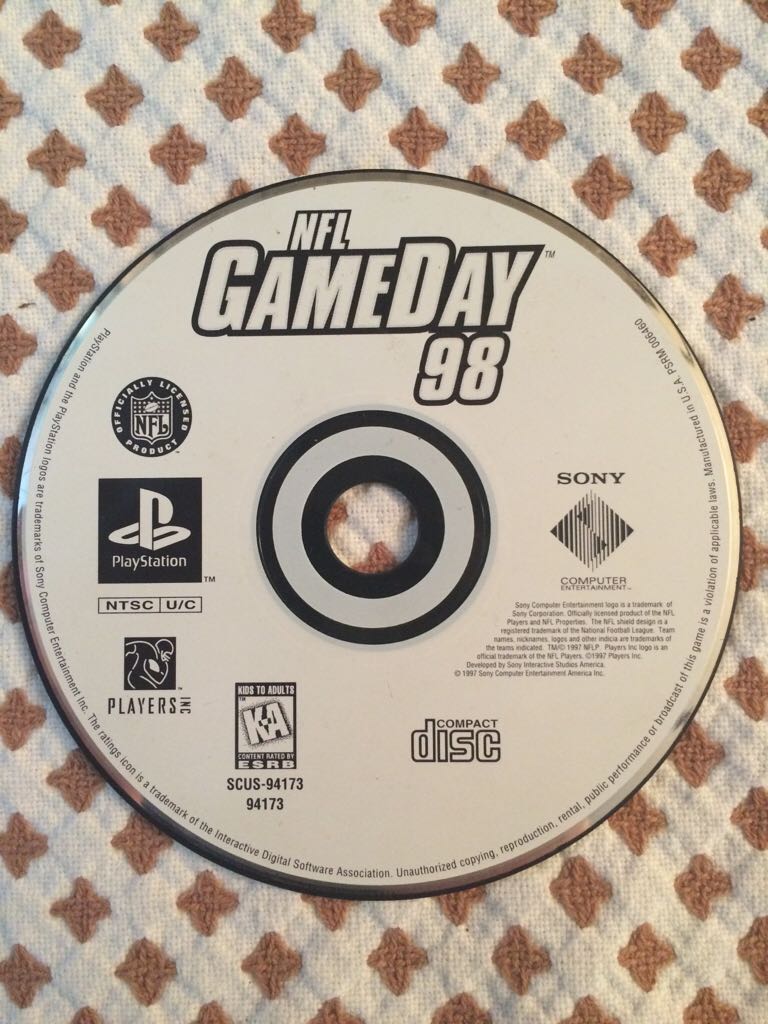 NFL
GAMEDAY™
98
OFFICIALLY LICENSED
NFL
PRODUCT
PlayStation
™
NTSC U/C
PLAYERS INC
™
KIDS TO ADULTS
™
K-A
CONTENT RATED BY
ESRB
SCUS-94173
94173
SONY
COMPUTER
ENTERTAINMENT™
Sony Computer Entertainment logo is a trademark of
Sony Corporation. Officially licensed product of the NFL
Players and NFL Properties. The NFL shield design is a
registered trademark of the National Football League. Team
names, nicknames, logos and other indicia are trademarks of
the teams indicated. TM/© 1997 NFLP. Players Inc logo is an
official trademark of the NFL Players. ©1997 Players Inc.
Developed by Sony Interactive Studios America.
© 1997 Sony Computer Entertainment America Inc.
COMPACT
disc
PlayStation and the PlayStation logos are trademarks of Sony Computer Entertainment Inc. The ratings icon is a trademark of the Interactive Digital Software Association. Unauthorized copying, reproduction, rental, public performance or broadcast of this game is a violation of applicable laws. Manufactured in U.S.A. PSRM 006460